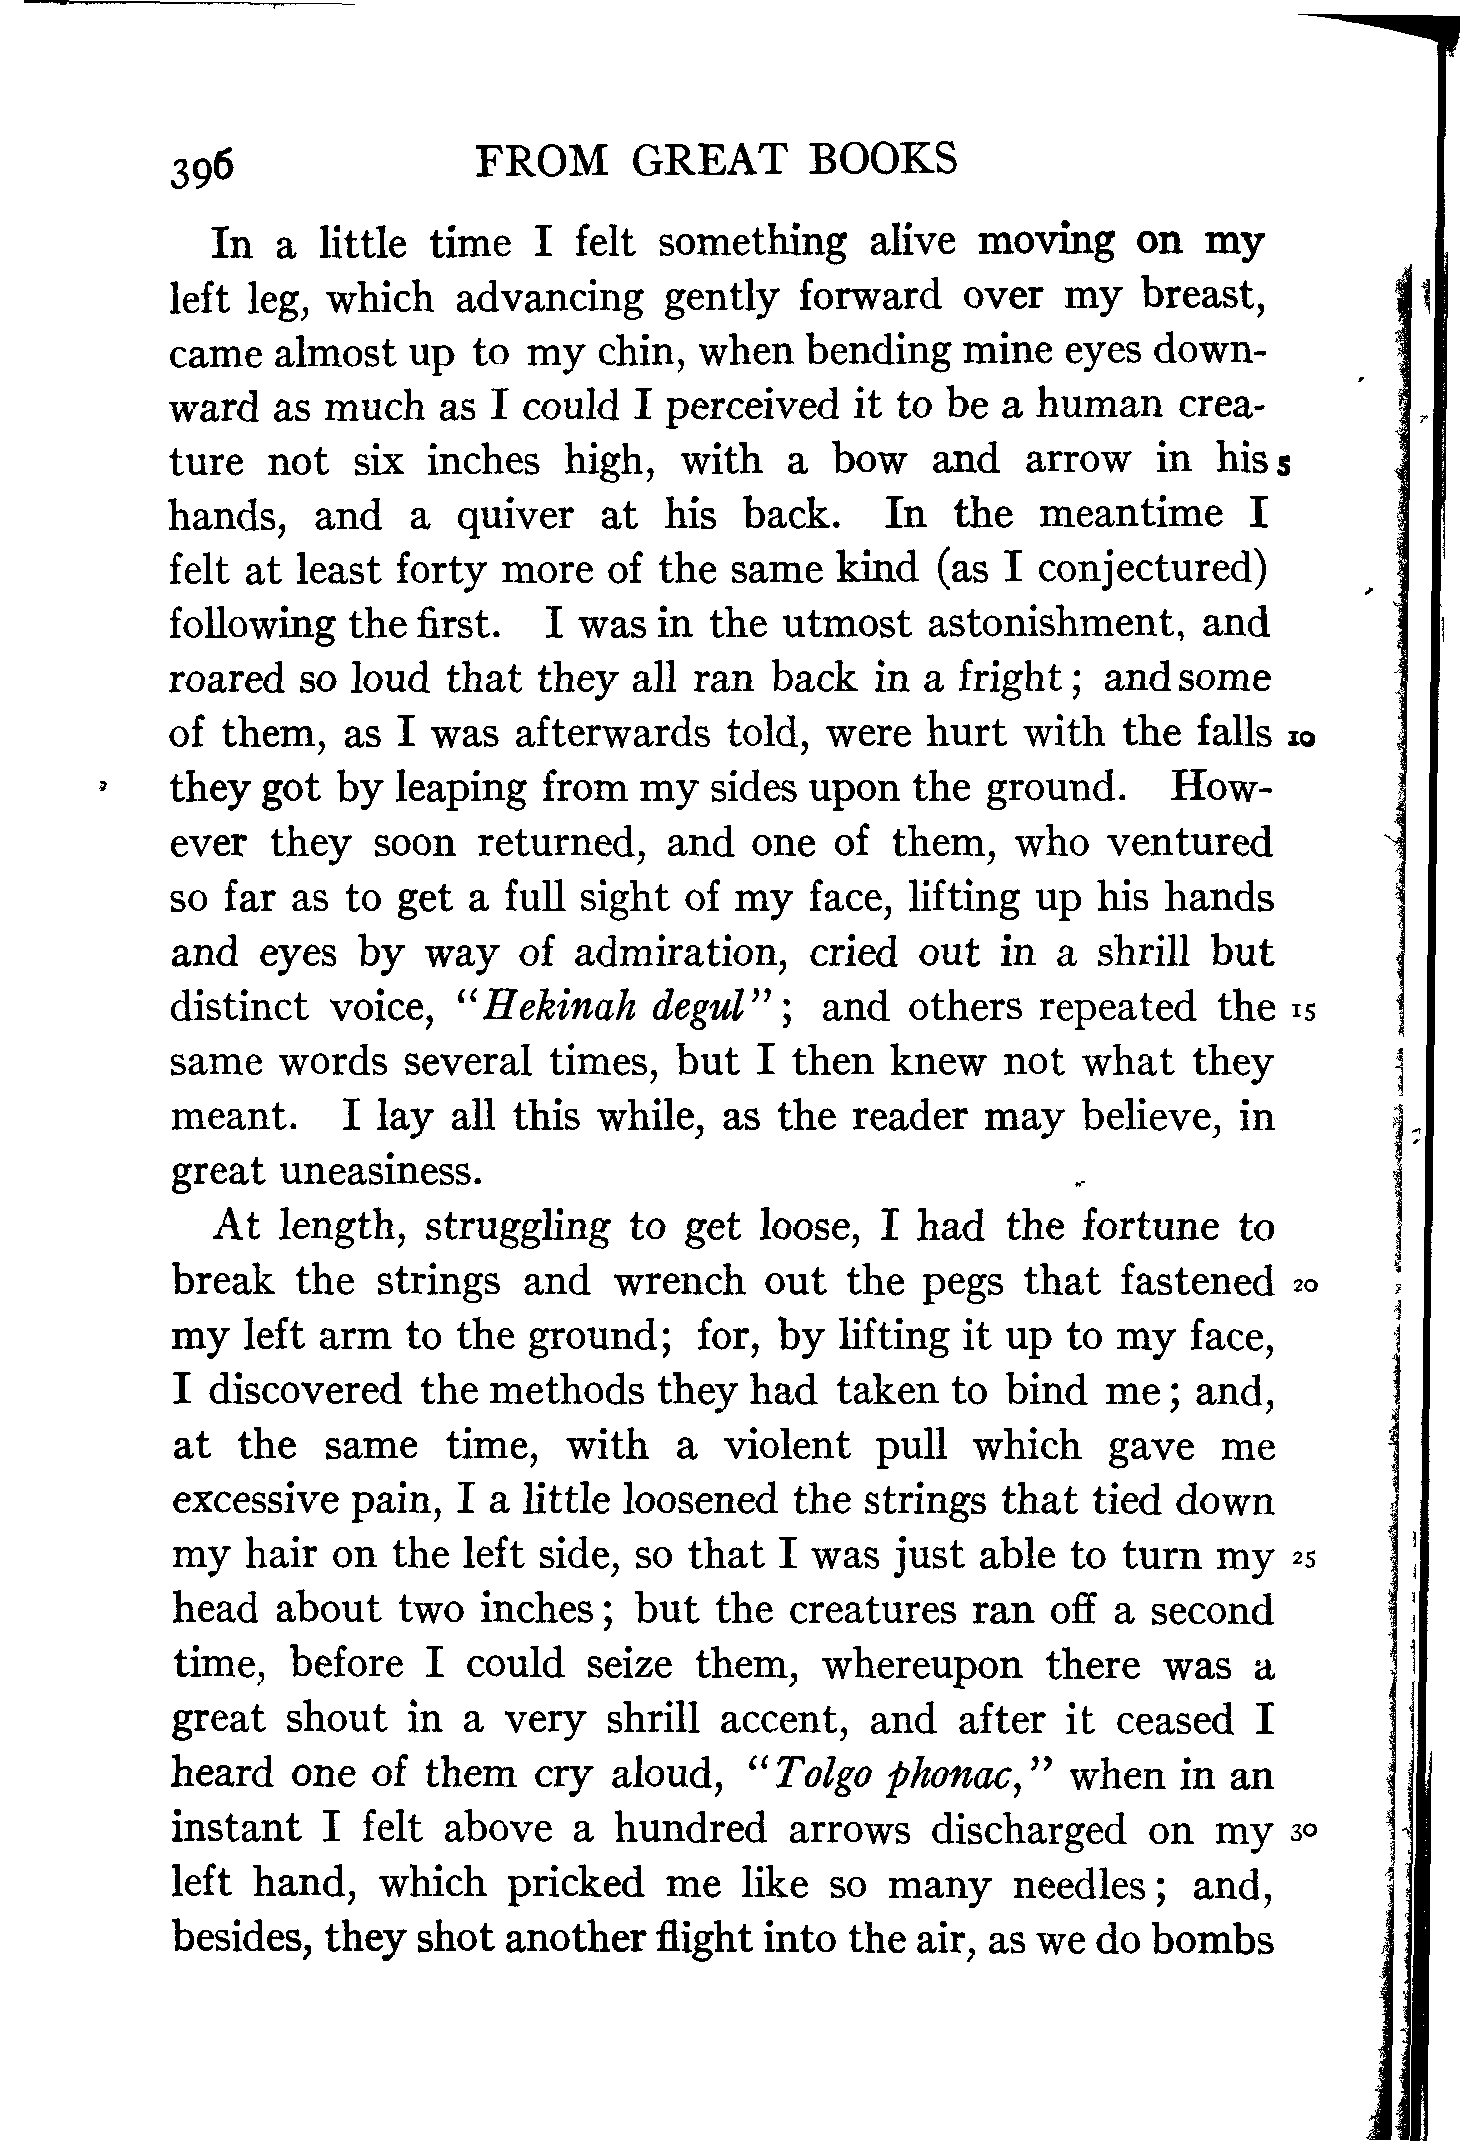 396 FROM GREAT BOOKS
In a little time I felt something alive moving on my
left leg, which advancing gently forward over my breast,
came almost up to my chin, when bending mine eyes down-
ward as much as I could I perceived it to be a human crea-
ture not six inches high, with a bow and arrow in his 5
hands, and a quiver at his back. In the meantime I
felt at least forty more of the same kind (as I conjectured)
following the first. I was in the utmost astonishment, and
roared so loud that they all ran back in a fright; and some
of them, as I was afterwards told, were hurt with the falls 10
they got by leaping from my sides upon the ground. How-
ever they soon returned, and one of them, who ventured
so far as to get a full sight of my face, lifting up his hands
and eyes by way of admiration, cried out in a shrill but
distinct voice, "Hekinah degul"; and others repeated the 15
same words several times, but I then knew not what they
meant. I lay all this while, as the reader may believe, in
great uneasiness.
At length, struggling to get loose, I had the fortune to
break the strings and wrench out the pegs that fastened 20
my left arm to the ground; for, by lifting it up to my face,
I discovered the methods they had taken to bind me; and,
at the same time, with a violent pull which gave me
excessive pain, I a little loosened the strings that tied down
my hair on the left side, so that I was just able to turn my 25
head about two inches; but the creatures ran off a second
time, before I could seize them, whereupon there was a
great shout in a very shrill accent, and after it ceased I
heard one of them cry aloud, "Tolgo phonac," when in an
instant I felt above a hundred arrows discharged on my 30
left hand, which pricked me like so many needles; and,
besides, they shot another flight into the air, as we do bombs